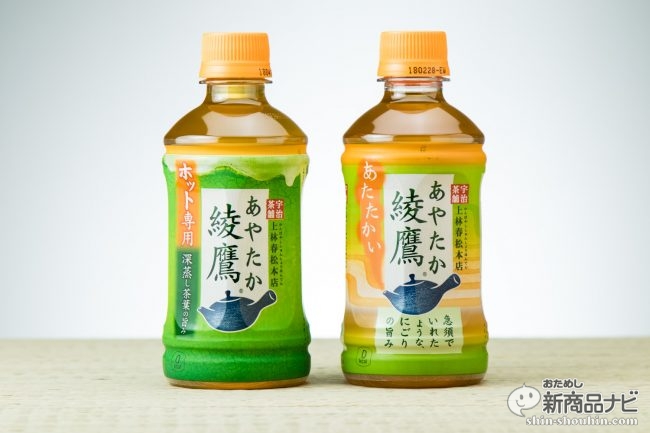 ホット専用
深蒸し茶葉の旨み
宇治
茶舗
上林春松本店
あやたか
綾鷹
180228-EW
あたたかい
宇治
茶舗
上林春松本店
あやたか
綾鷹
急須で
いれた
ような、
にごり
の旨み
おためし
新商品ナビ
shin-shouhin.com